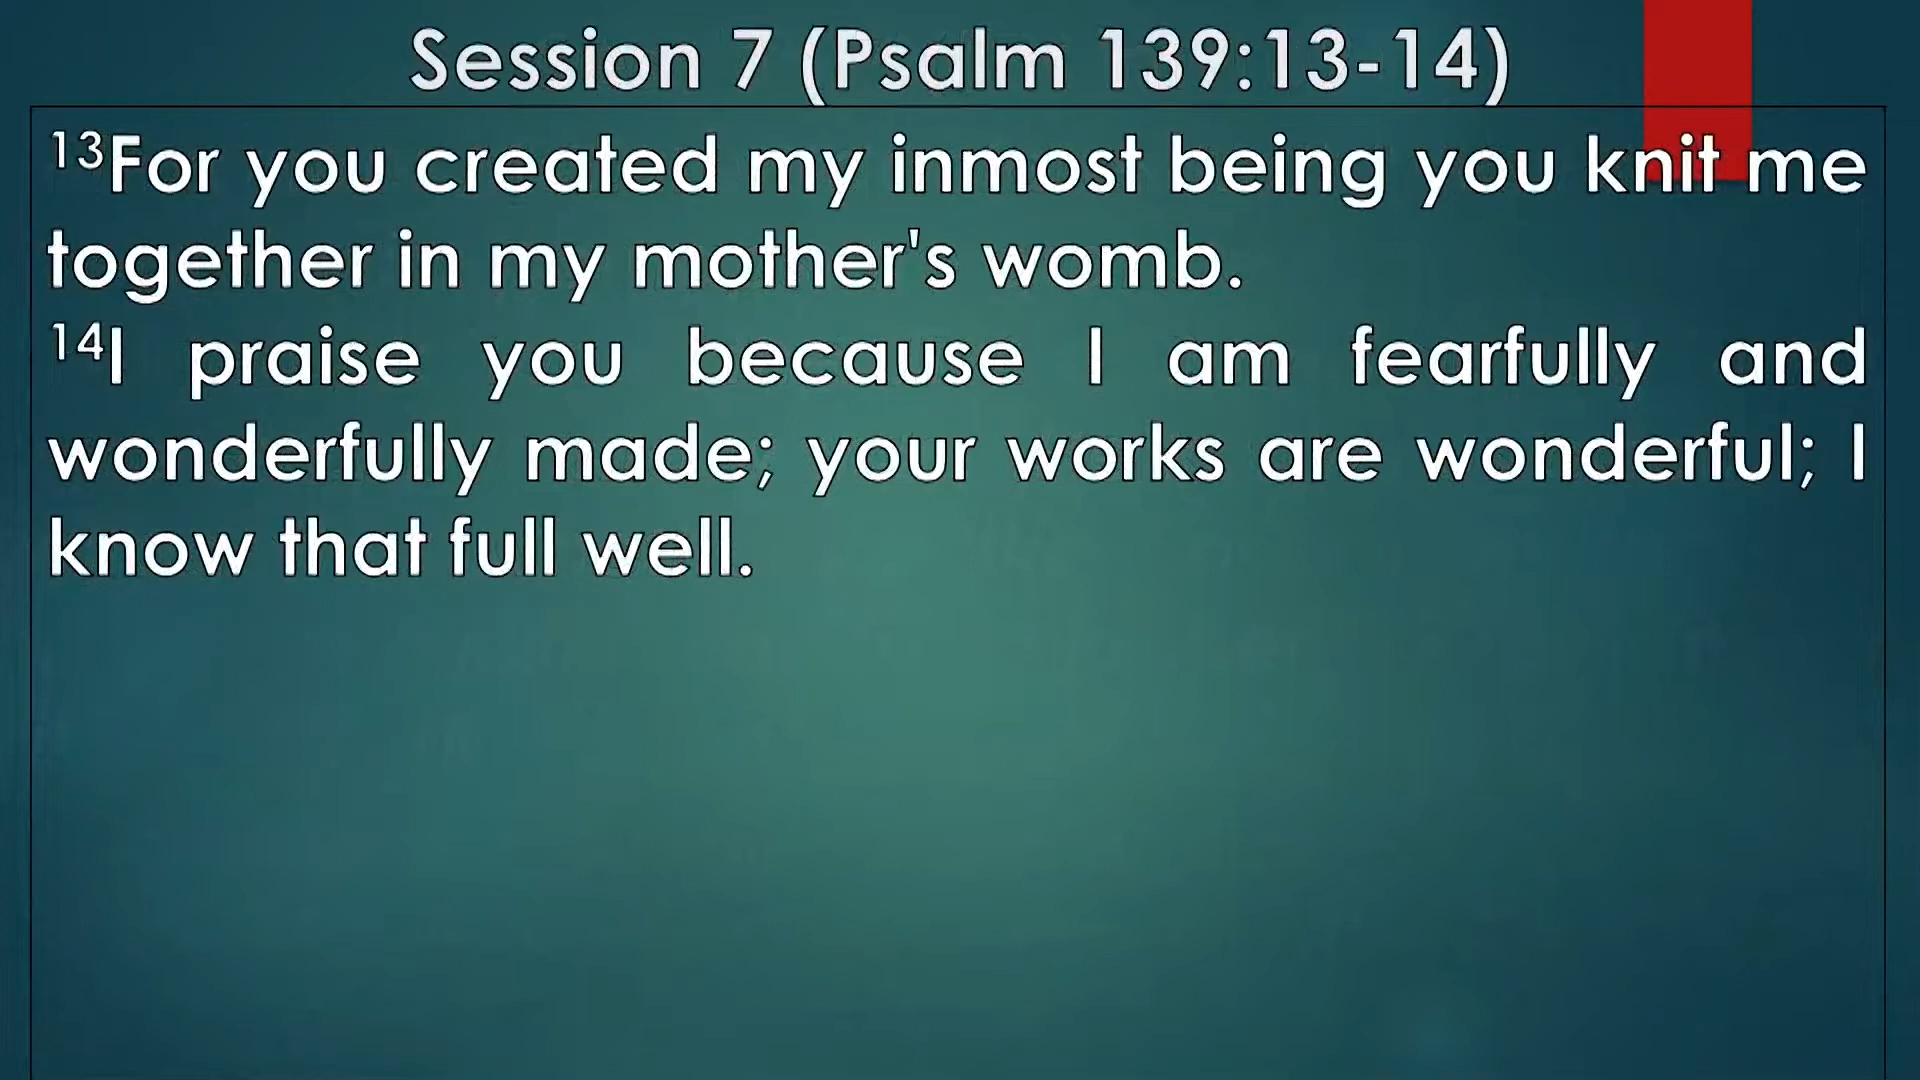 Session 7 (Psalm 139:13-14)
13For you created my inmost being you knit me
together in my mother's womb.
14I praise you because I am fearfully and
wonderfully made; your works are wonderful; I
know that full well.